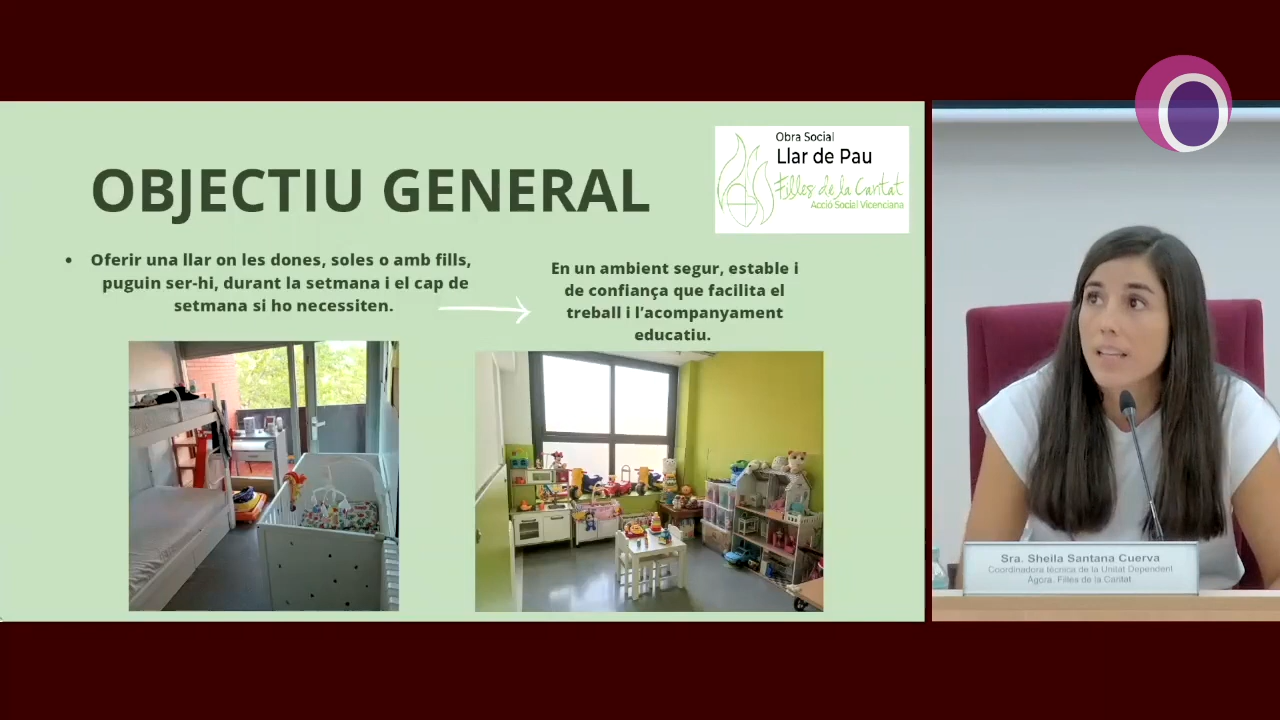 OBJECTIU GENERAL
Obra Social
Llar de Pau
Filles de la Caritat
Acció Social Vicenciana
• Oferir una llar on les dones, soles o amb fills,
puguin ser-hi, durant la setmana i el cap de
setmana si ho necessiten.
En un ambient segur, estable i
de confiança que facilita el
treball i l'acompanyament
educatiu.
Sra. Sheila Santana Cuerva
Coordinadora tècnica de la Unitat Dependent
Àgora. Filles de la Caritat